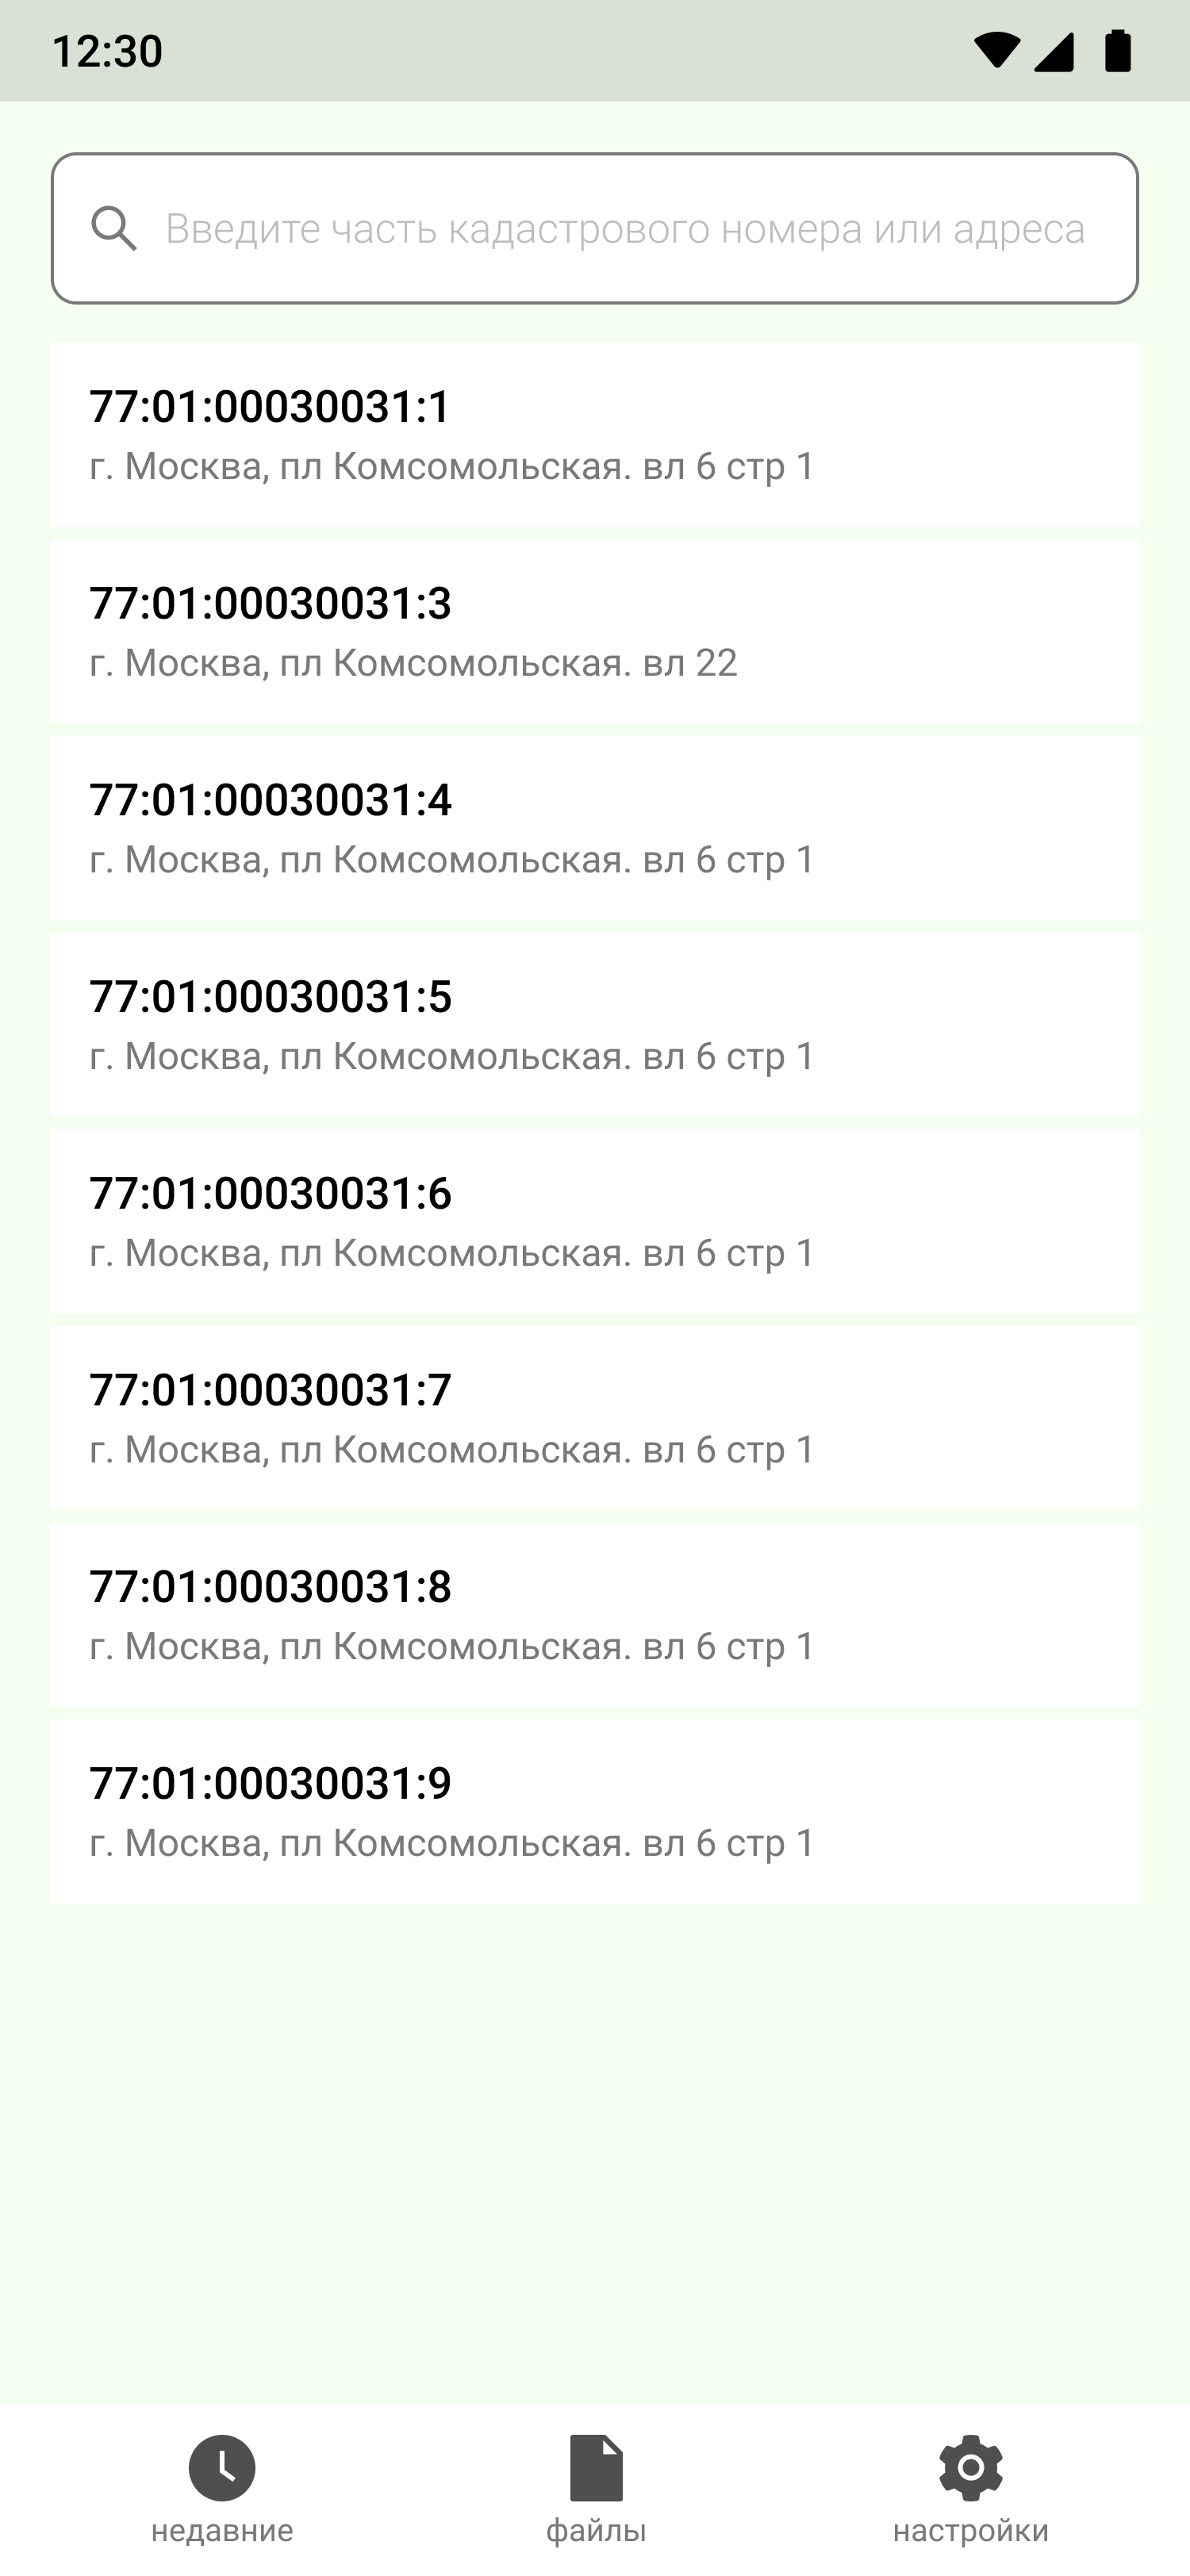 12:30
Введите часть кадастрового номера или адреса
77:01:00030031:1
г. Москва, пл Комсомольская. вл 6 стр 1
77:01:00030031:3
г. Москва, пл Комсомольская. вл 22
77:01:00030031:4
г. Москва, пл Комсомольская. вл 6 стр 1
77:01:00030031:5
г. Москва, пл Комсомольская. вл 6 стр 1
77:01:00030031:6
г. Москва, пл Комсомольская. вл 6 стр 1
77:01:00030031:7
г. Москва, пл Комсомольская. вл 6 стр 1
77:01:00030031:8
г. Москва, пл Комсомольская. вл 6 стр 1
77:01:00030031:9
г. Москва, пл Комсомольская. вл 6 стр 1
недавние файлы настройки